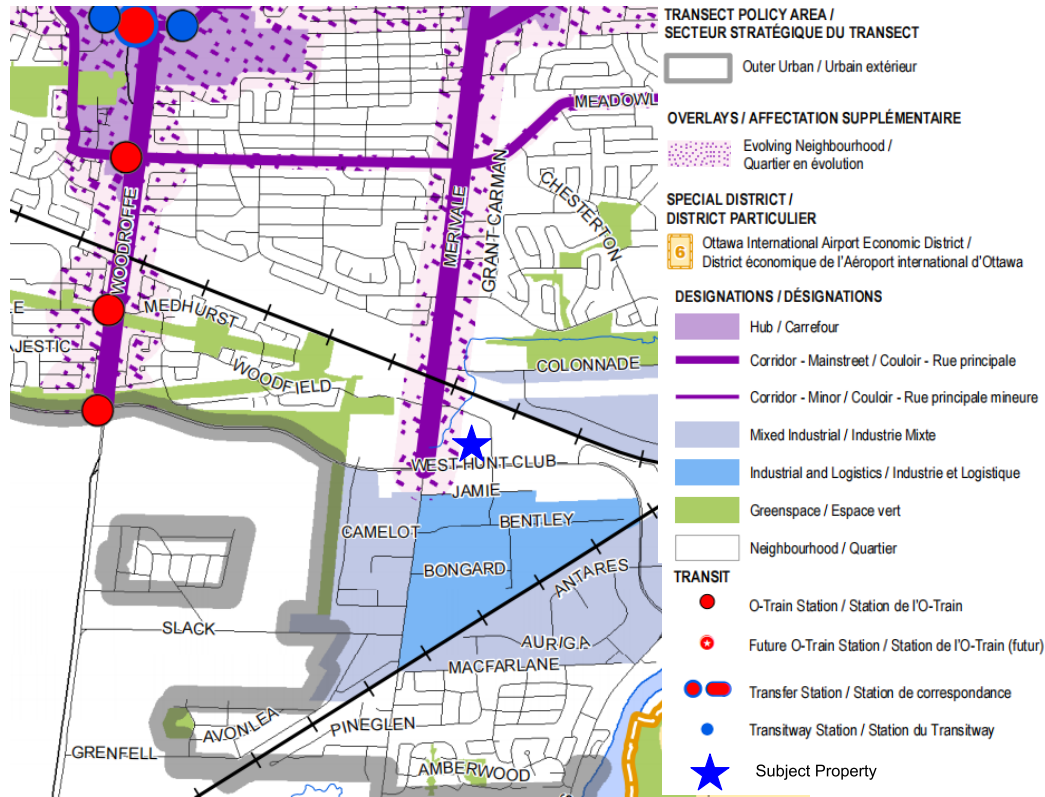 MEADOWL
CHESTERTON
GRANT CARMAN
MERIVALE
WOODROFFE
LE
MEDHURST
JESTIC
WOODFIELD
COLONNADE
WEST HUNT CLUB
JAMIE
BENTLEY
CAMELOT
BONGARD
ANTARES
SLACK
AURIGA
MACFARLANE
AVONLEA
PINEGLEN
GRENFELL
AMBERWOOD
TRANSECT POLICY AREA /
SECTEUR STRATÉGIQUE DU TRANSECT
Outer Urban / Urbain extérieur
OVERLAYS / AFFECTATION SUPPLÉMENTAIRE
Evolving Neighbourhood /
Quartier en évolution
SPECIAL DISTRICT /
DISTRICT PARTICULIER
6
Ottawa International Airport Economic District /
District économique de l'Aéroport international d'Ottawa
DESIGNATIONS / DÉSIGNATIONS
Hub / Carrefour
Corridor - Mainstreet / Couloir - Rue principale
Corridor - Minor / Couloir - Rue principale mineure
Mixed Industrial / Industrie Mixte
Industrial and Logistics / Industrie et Logistique
Greenspace / Espace vert
Neighbourhood / Quartier
TRANSIT
O-Train Station / Station de l'O-Train
Future O-Train Station / Station de l'O-Train (futur)
Transfer Station / Station de correspondance
Transitway Station / Station du Transitway
Subject Property